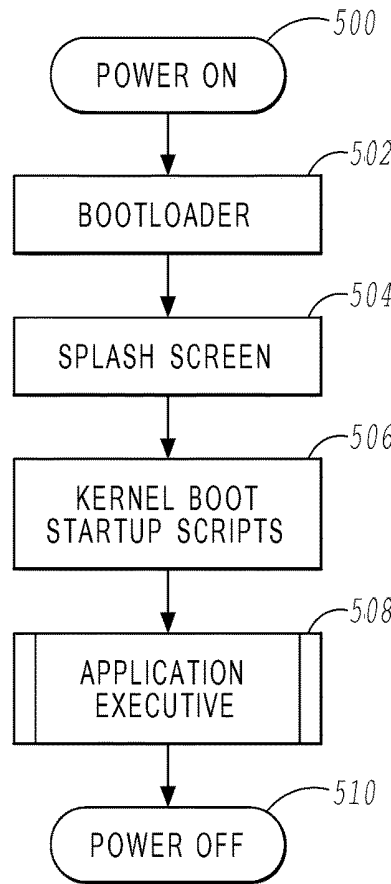 500
POWER ON
502
BOOTLOADER
504
SPLASH SCREEN
506
KERNEL BOOT
STARTUP SCRIPTS
508
APPLICATION
EXECUTIVE
510
POWER OFF